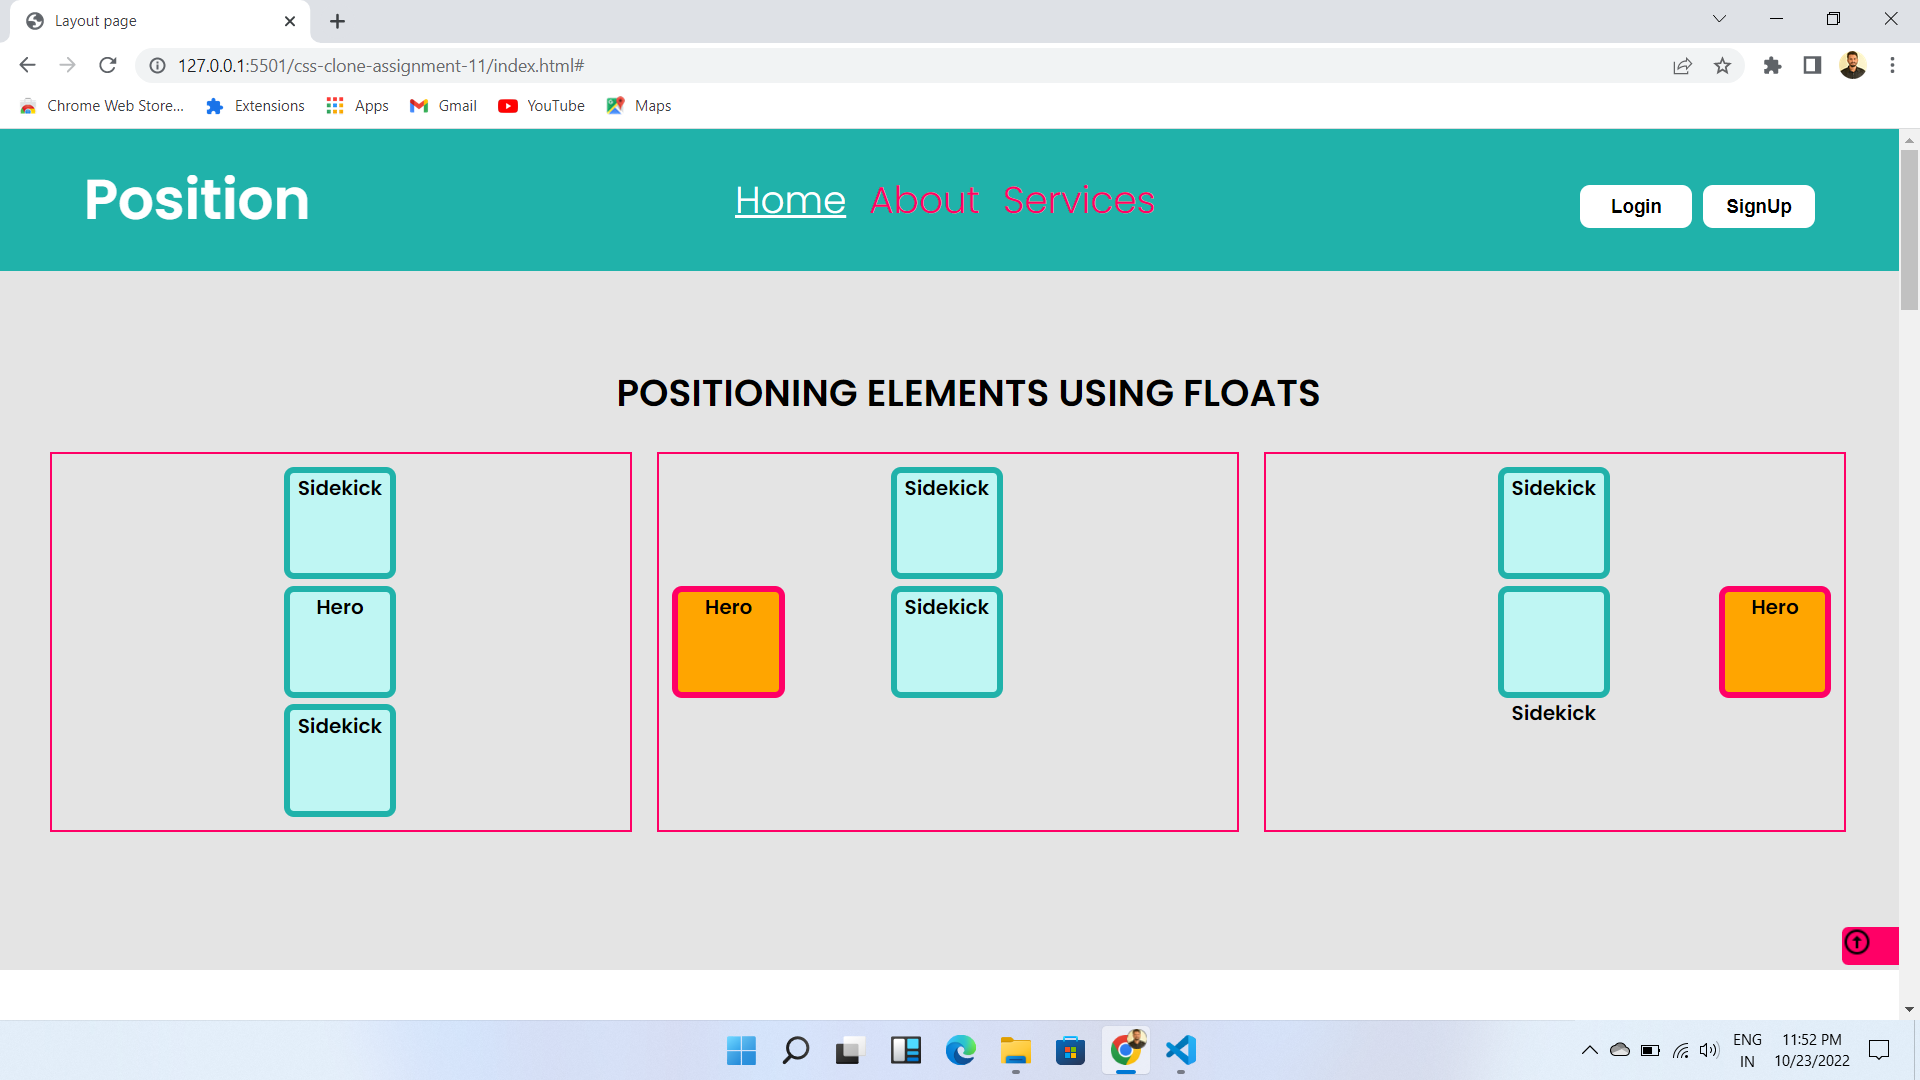 Layout page
127.0.0.1:5501/css-clone-assignment-11/index.html#
Chrome Web Store... Extensions Apps Gmail YouTube Maps
Position Home About Services Login SignUp
POSITIONING ELEMENTS USING FLOATS
Sidekick
Hero
Sidekick
Sidekick
Hero Sidekick
Sidekick
Hero
Sidekick
ENG 11:52 PM
IN 10/23/2022